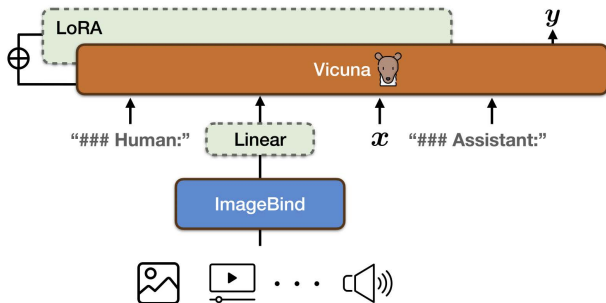 LoRA
y
Vicuna
“### Human:” x “### Assistant:”
Linear
ImageBind
. . .